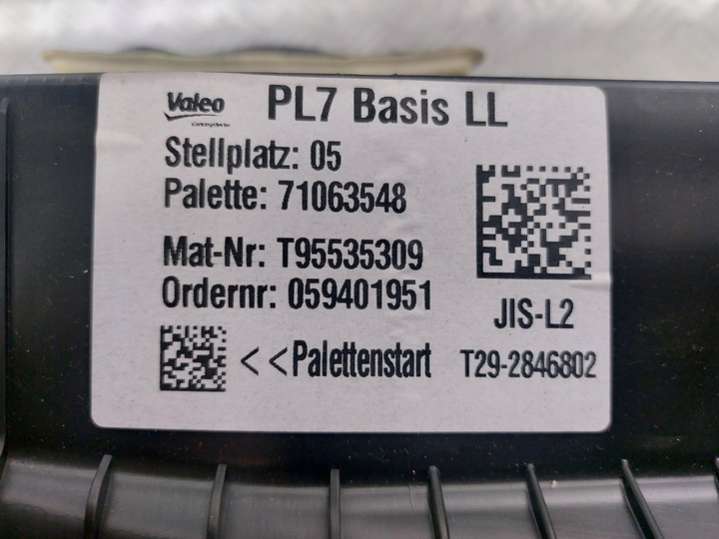 Valeo PL7 Basis LL
Stellplatz: 05
Palette: 71063548
Mat-Nr: T95535309
Ordernr: 059401951
JIS-L2
<<Palettenstart T29-2846802